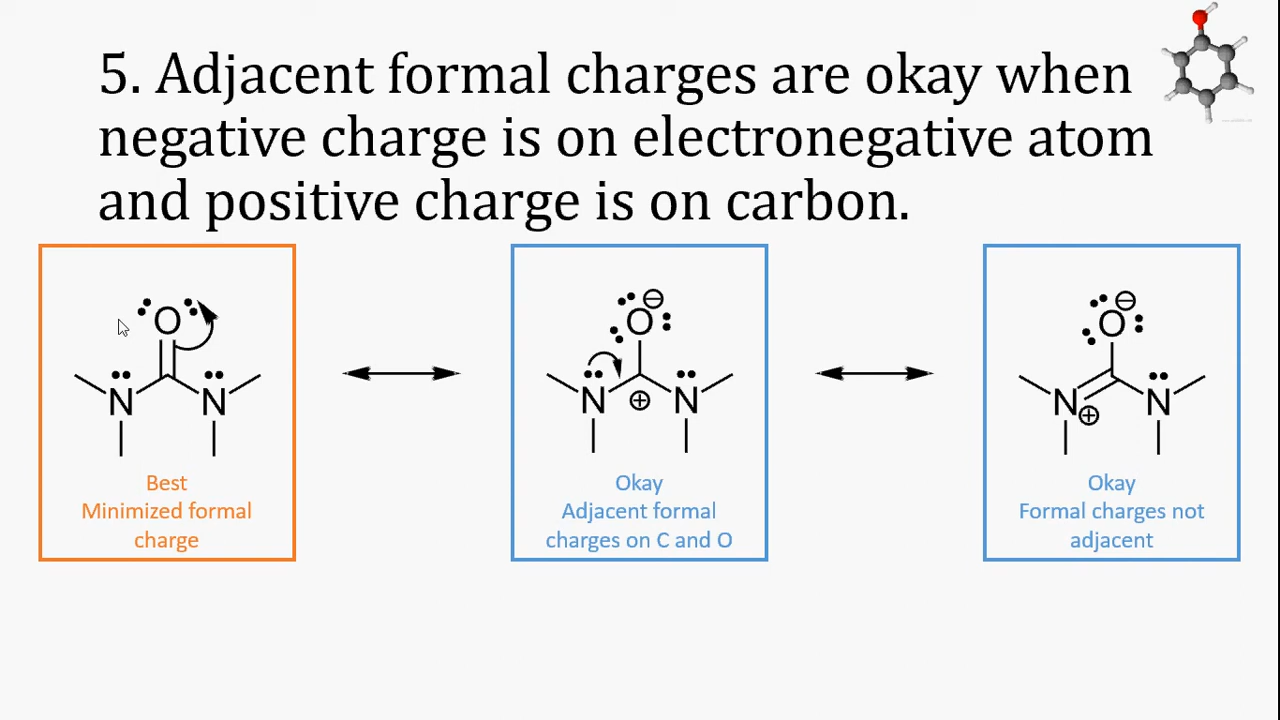 5. Adjacent formal charges are okay when
negative charge is on electronegative atom
and positive charge is on carbon.
O
N
N
Best
Minimized formal
charge
⊖
O
N
⊕
N
Okay
Adjacent formal
charges on C and O
⊖
O
N
⊕
N
Okay
Formal charges not
adjacent